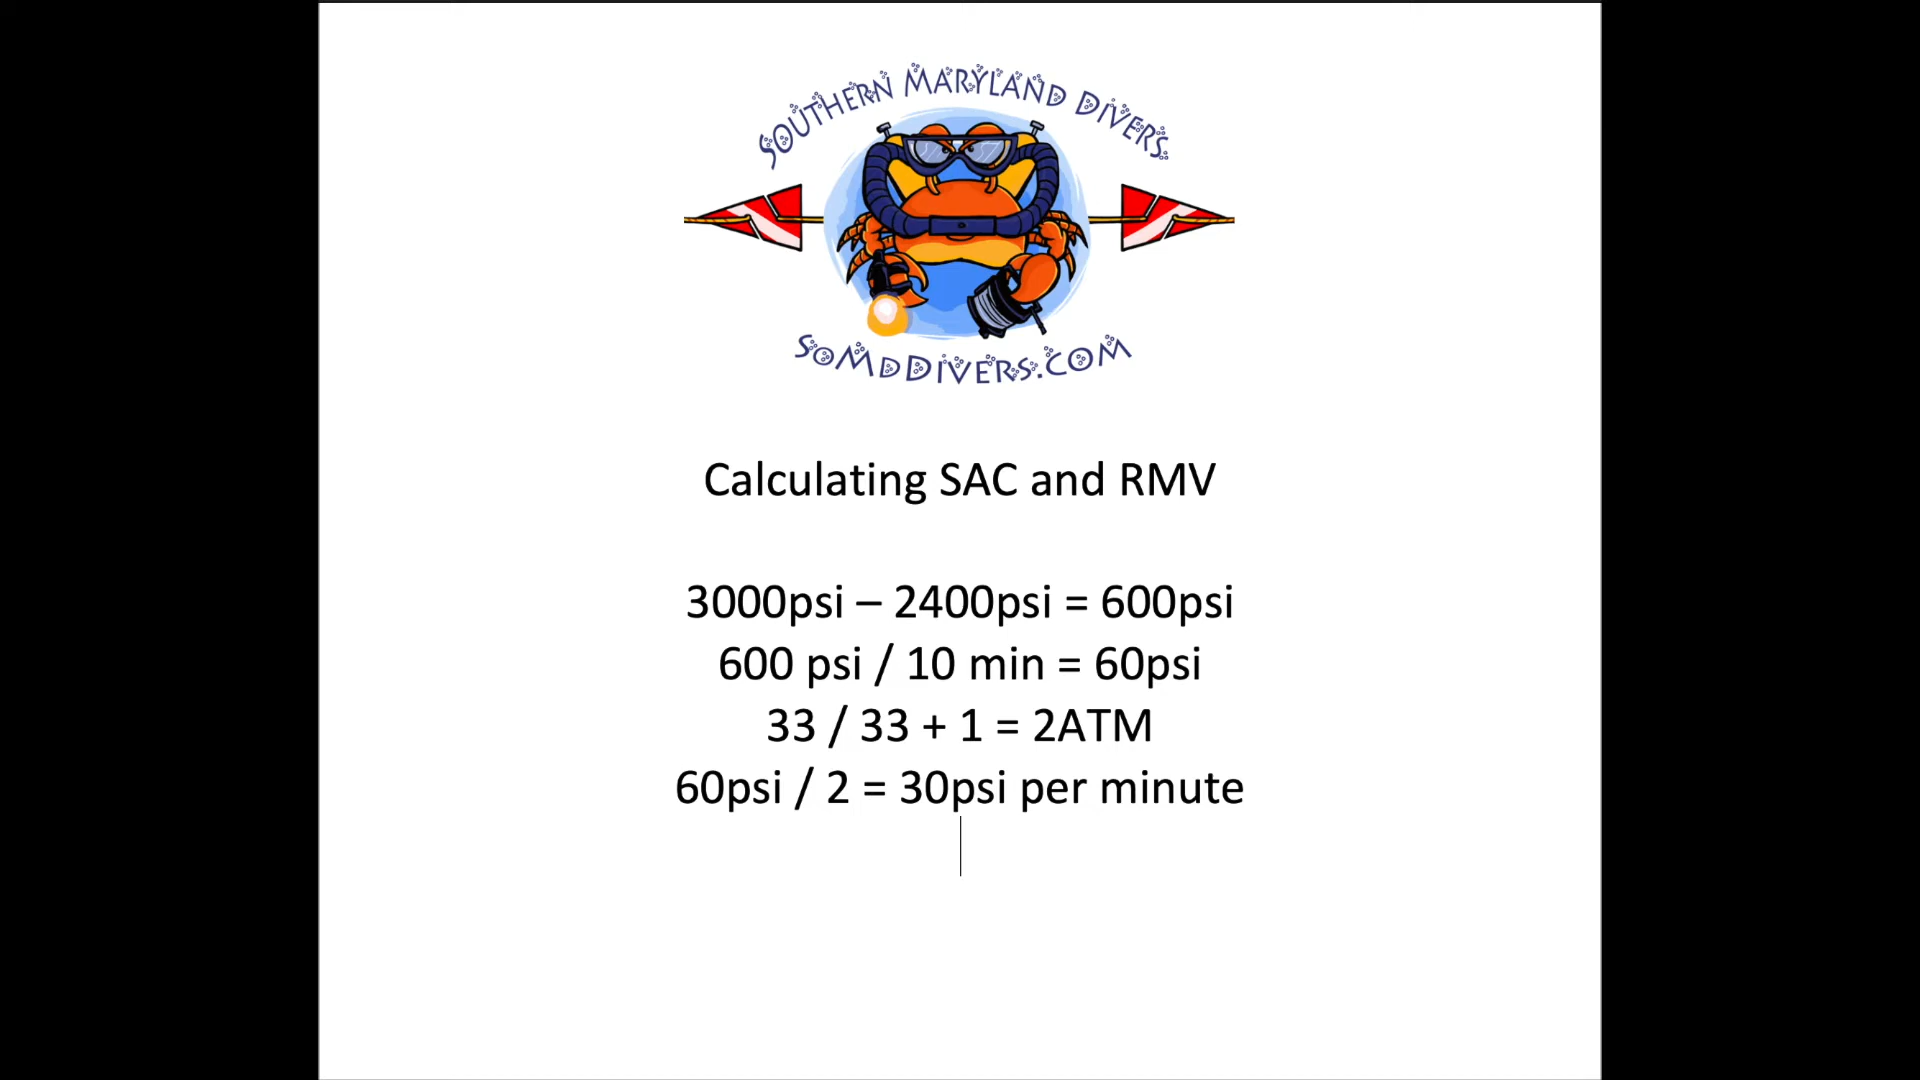 SOUTHERN MARYLAND DIVERS
SOMDDIVERS.COM
Calculating SAC and RMV
3000psi – 2400psi = 600psi
600 psi / 10 min = 60psi
33 / 33 + 1 = 2ATM
60psi / 2 = 30psi per minute